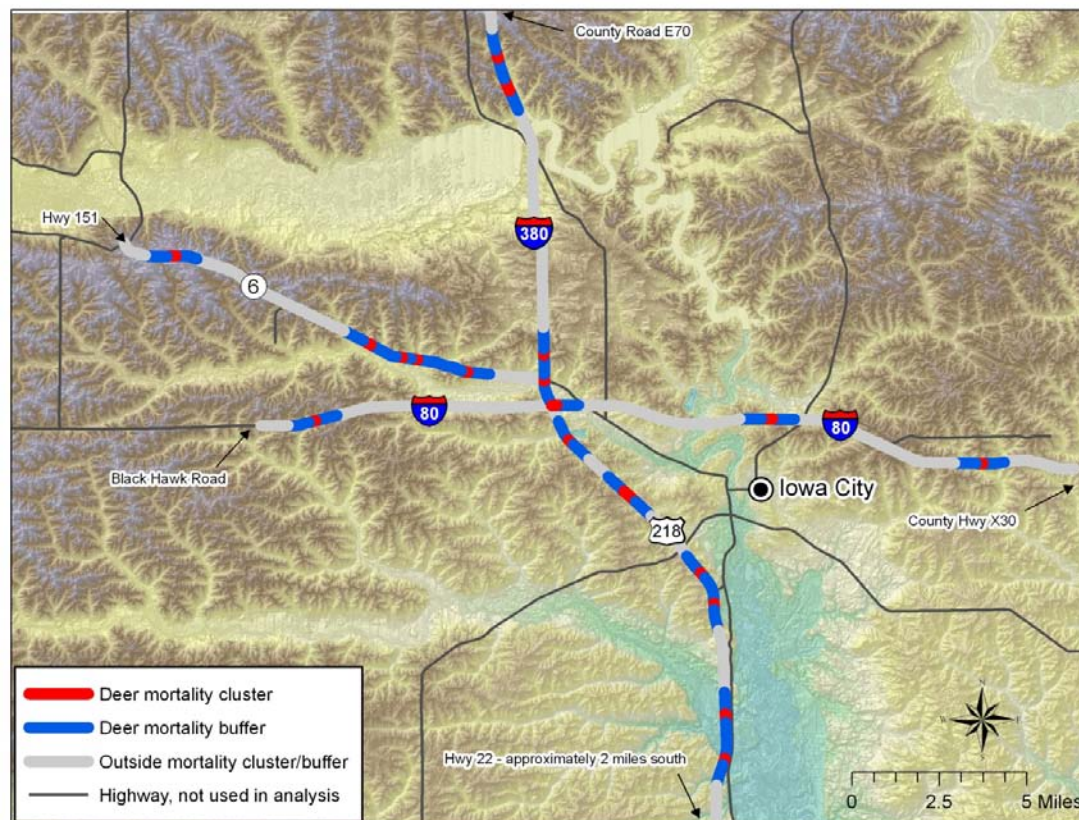 County Road E70
Hwy 151
380
6
80
80
Black Hawk Road
Iowa City
County Hwy X30
218
Deer mortality cluster
Deer mortality buffer
Outside mortality cluster/buffer
Highway, not used in analysis
Hwy 22 - approximately 2 miles south
N
W
E
S
0 2.5 5 Miles